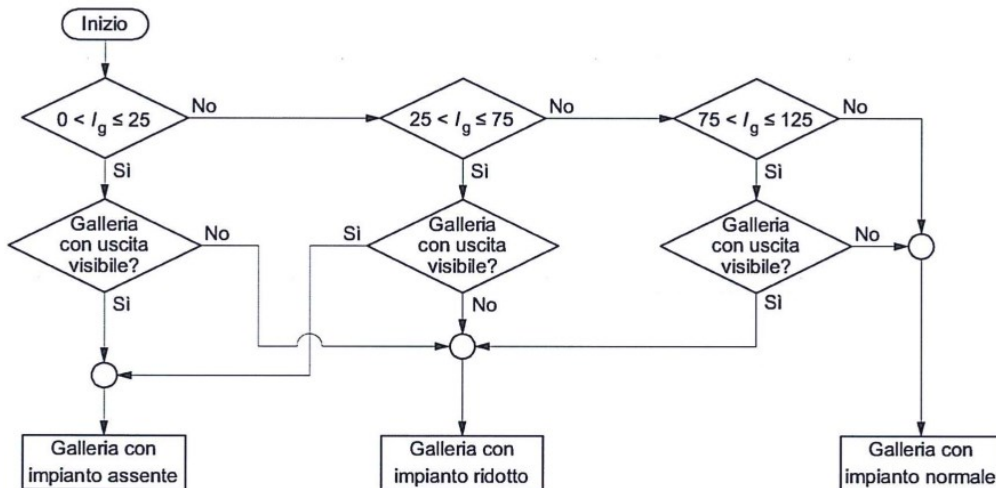 Inizio
0 < lg ≤ 25
No
25 < lg ≤ 75
No
75 < lg ≤ 125
No
Sì
Sì
Sì
Galleria
con uscita
visibile?
No
Sì
Galleria
con uscita
visibile?
Galleria
con uscita
visibile?
No
Sì
No
Sì
Galleria con
impianto assente
Galleria con
impianto ridotto
Galleria con
impianto normale